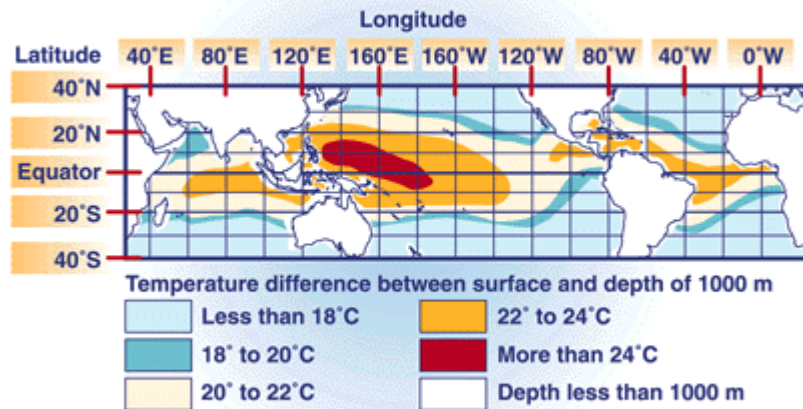 Longitude
Latitude 40°E 80°E 120°E 160°E 160°W 120°W 80°W 40°W 0°W
40°N
20°N
Equator
20°S
40°S
Temperature difference between surface and depth of 1000 m
Less than 18°C 22° to 24°C
18° to 20°C More than 24°C
20° to 22°C Depth less than 1000 m